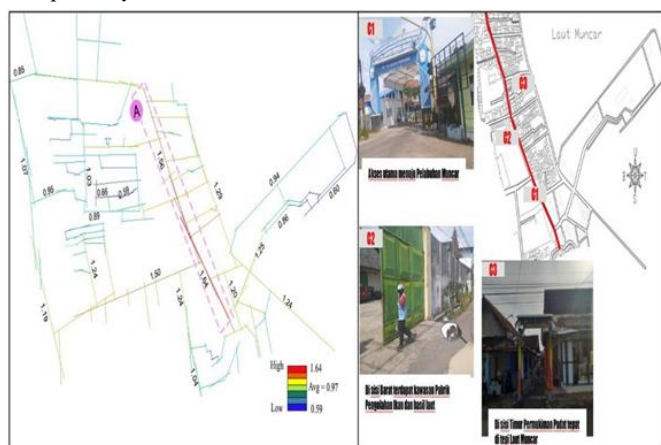 0.85
A
1.07
1.03
0.95
0.86
0.89
1.24
1.19
1.50
1.56
1.29
1.64
1.20
1.25
0.94
0.86
0.60
1.24
1.24
1.04
High
1.64
Avg = 0.97
Low
0.59
G1
Akses utama menuju Pelabuhan Muncar
G2
Di sisi Barat terdapat kawasan Pabrik
Pengolahan Ikan dan hasil laut
Laut Muncar
G3
G2
G1
U
S
G3
Di sisi Timur Permukiman Padat tepat
di tepi Laut Muncar